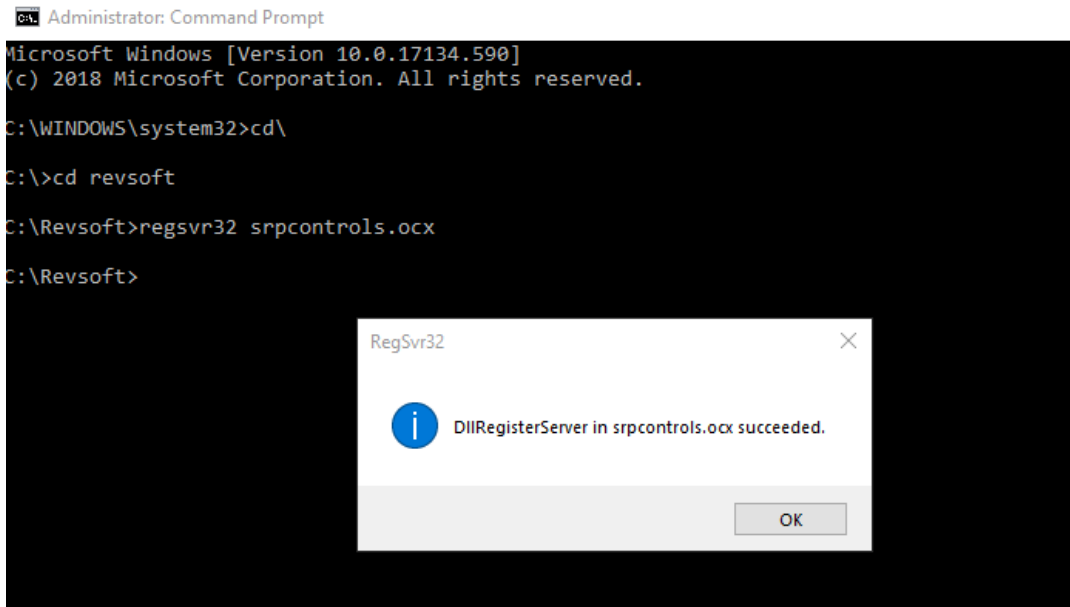 Administrator: Command Prompt
Microsoft Windows [Version 10.0.17134.590]
(c) 2018 Microsoft Corporation. All rights reserved.
C:\WINDOWS\system32>cd\
C:\>cd revsoft
C:\Revsoft>regsvr32 srpcontrols.ocx
C:\Revsoft>
RegSvr32
DllRegisterServer in srpcontrols.ocx succeeded.
OK